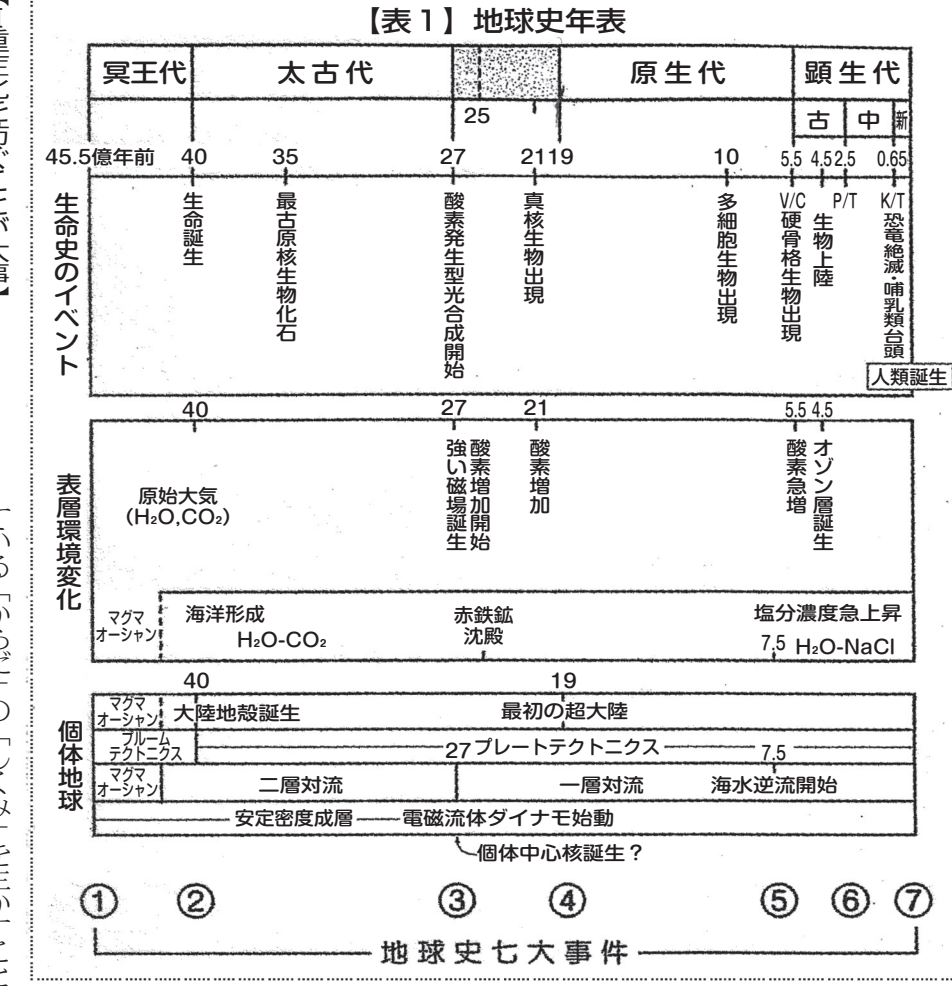 【表1】地球史年表
冥王代 太古代 原生代 顕生代
25
古 中 新
45.5億年前 40 35 27 21 19 10 5.5 4.5 2.5 0.65
V/C P/T K/T
生命史のイベント
生命誕生
最古原核生物化石
酸素発生型光合成開始
真核生物出現
多細胞生物出現
硬骨格生物出現
生物上陸
恐竜絶滅・哺乳類台頭
人類誕生
40 27 21 5.5 4.5
表層環境変化
原始大気
(H₂O,CO₂)
強い磁場誕生
酸素増加開始
酸素増加
酸素急増
オゾン層誕生
マグマ
オーシャン
海洋形成
H₂O-CO₂
赤鉄鉱
沈殿
塩分濃度急上昇
7.5 H₂O-NaCl
40 19
個体地球
マグマ
オーシャン
大陸地殻誕生 最初の超大陸
プルーム
テクトニクス
27 プレートテクトニクス 7.5
マグマ
オーシャン
二層対流 一層対流 海水逆流開始
安定密度成層 電磁流体ダイナモ始動
個体中心核誕生？
① ② ③ ④ ⑤ ⑥ ⑦
地球史七大事件